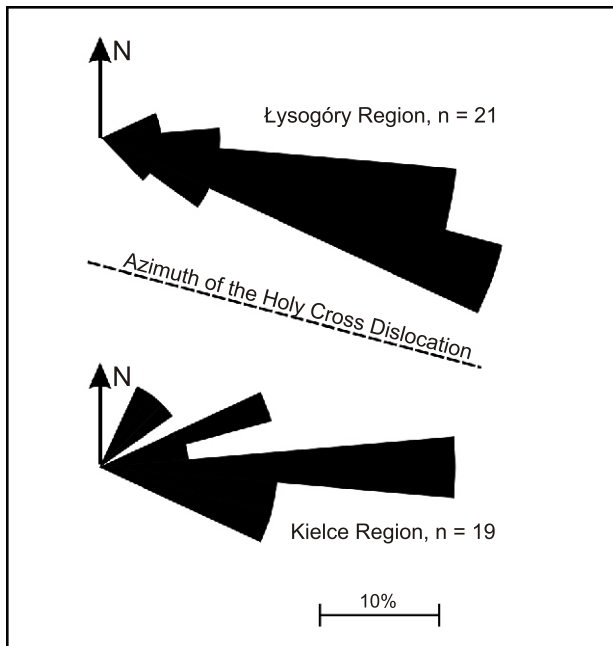 N
Łysogóry Region, n = 21
Azimuth of the Holy Cross Dislocation
N
Kielce Region, n = 19
10%